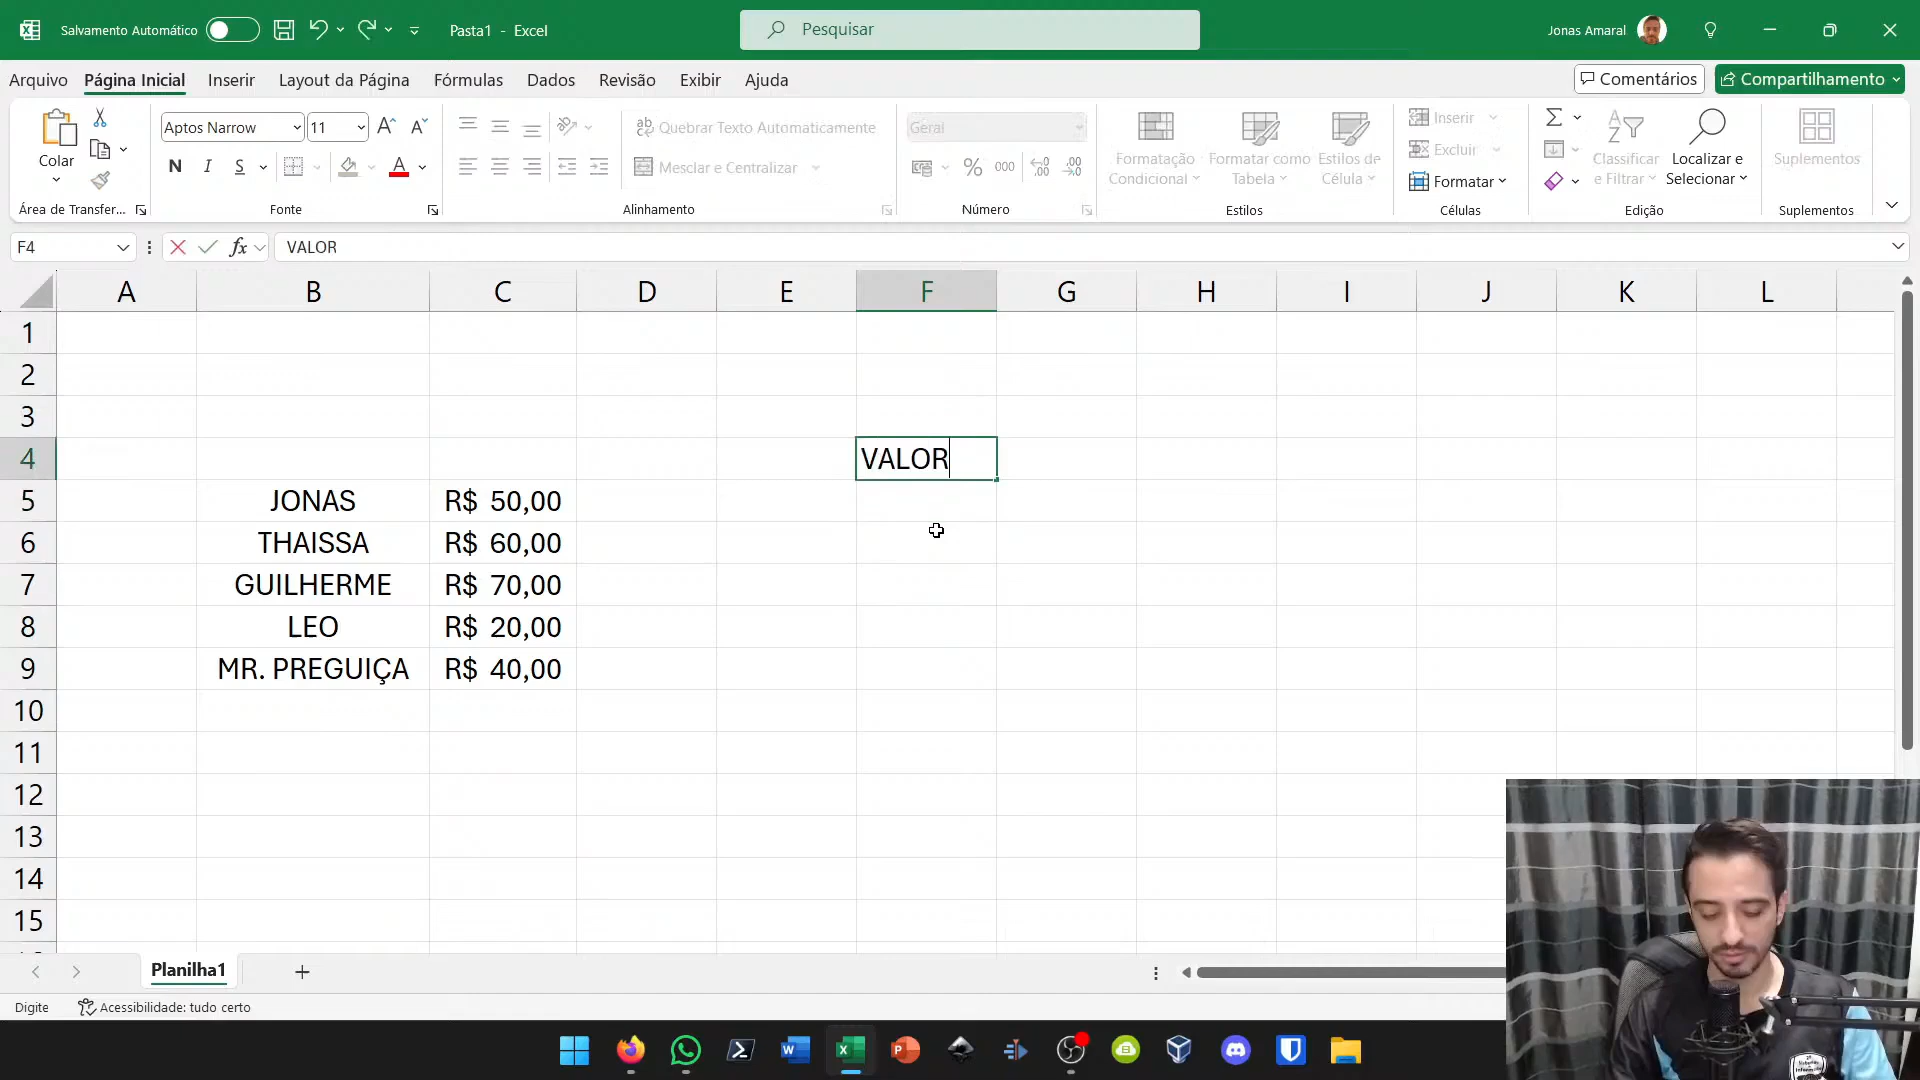 Salvamento Automático
Pasta1 - Excel
Pesquisar
Jonas Amaral
Arquivo
Página Inicial
Inserir
Layout da Página
Fórmulas
Dados
Revisão
Exibir
Ajuda
Comentários
Compartilhamento
Colar
Área de Transfer...
Aptos Narrow
11
N
I
S
Fonte
Quebrar Texto Automaticamente
Mesclar e Centralizar
Alinhamento
Geral
% 000
Número
Formatação Condicional
Formatar como Tabela
Estilos de Célula
Estilos
Inserir
Excluir
Formatar
Células
Classificar e Filtrar
Localizar e Selecionar
Edição
Suplementos
Suplementos
F4
fx
VALOR
A B C D E F G H I J K L
1
2
3
4 VALOR
5 JONAS R$ 50,00
6 THAISSA R$ 60,00
7 GUILHERME R$ 70,00
8 LEO R$ 20,00
9 MR. PREGUIÇA R$ 40,00
10
11
12
13
14
15
Planilha1
Digite
Acessibilidade: tudo certo